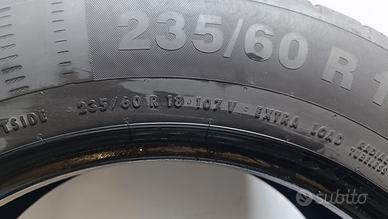 235/60 R 1
TSIDE 235/60 R 18 - 107 V - EXTRA LOAD
subito